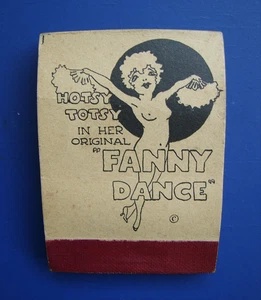 HOTSY
TOTSY
IN HER
ORIGINAL
"FANNY
DANCE"
©